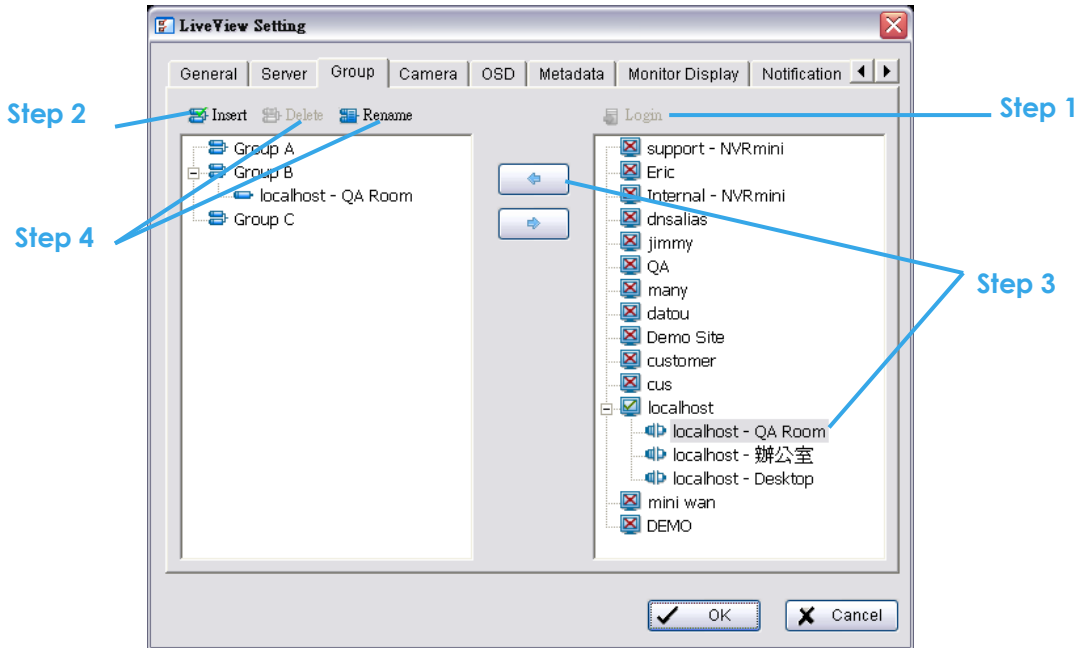 LiveView Setting
General Server Group Camera OSD Metadata Monitor Display Notification
Step 2
Insert Delete Rename
Login
Step 1
Group A
Group B
localhost - QA Room
Group C
Step 4
support - NVRmini
Eric
Internal - NVRmini
dnsalias
jimmy
QA
many
datou
Demo Site
customer
cus
localhost
localhost - QA Room
localhost - 辦公室
localhost - Desktop
mini wan
DEMO
Step 3
OK Cancel